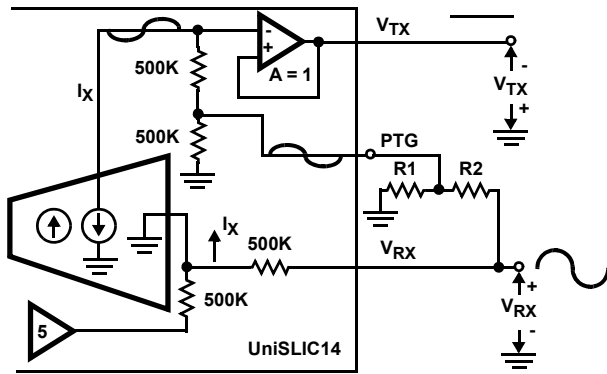 -
+
A = 1
V_TX
500K
I_X
500K
-
V_TX
+
PTG
R1
R2
I_X
500K
V_RX
500K
5
+
V_RX
-
UniSLIC14